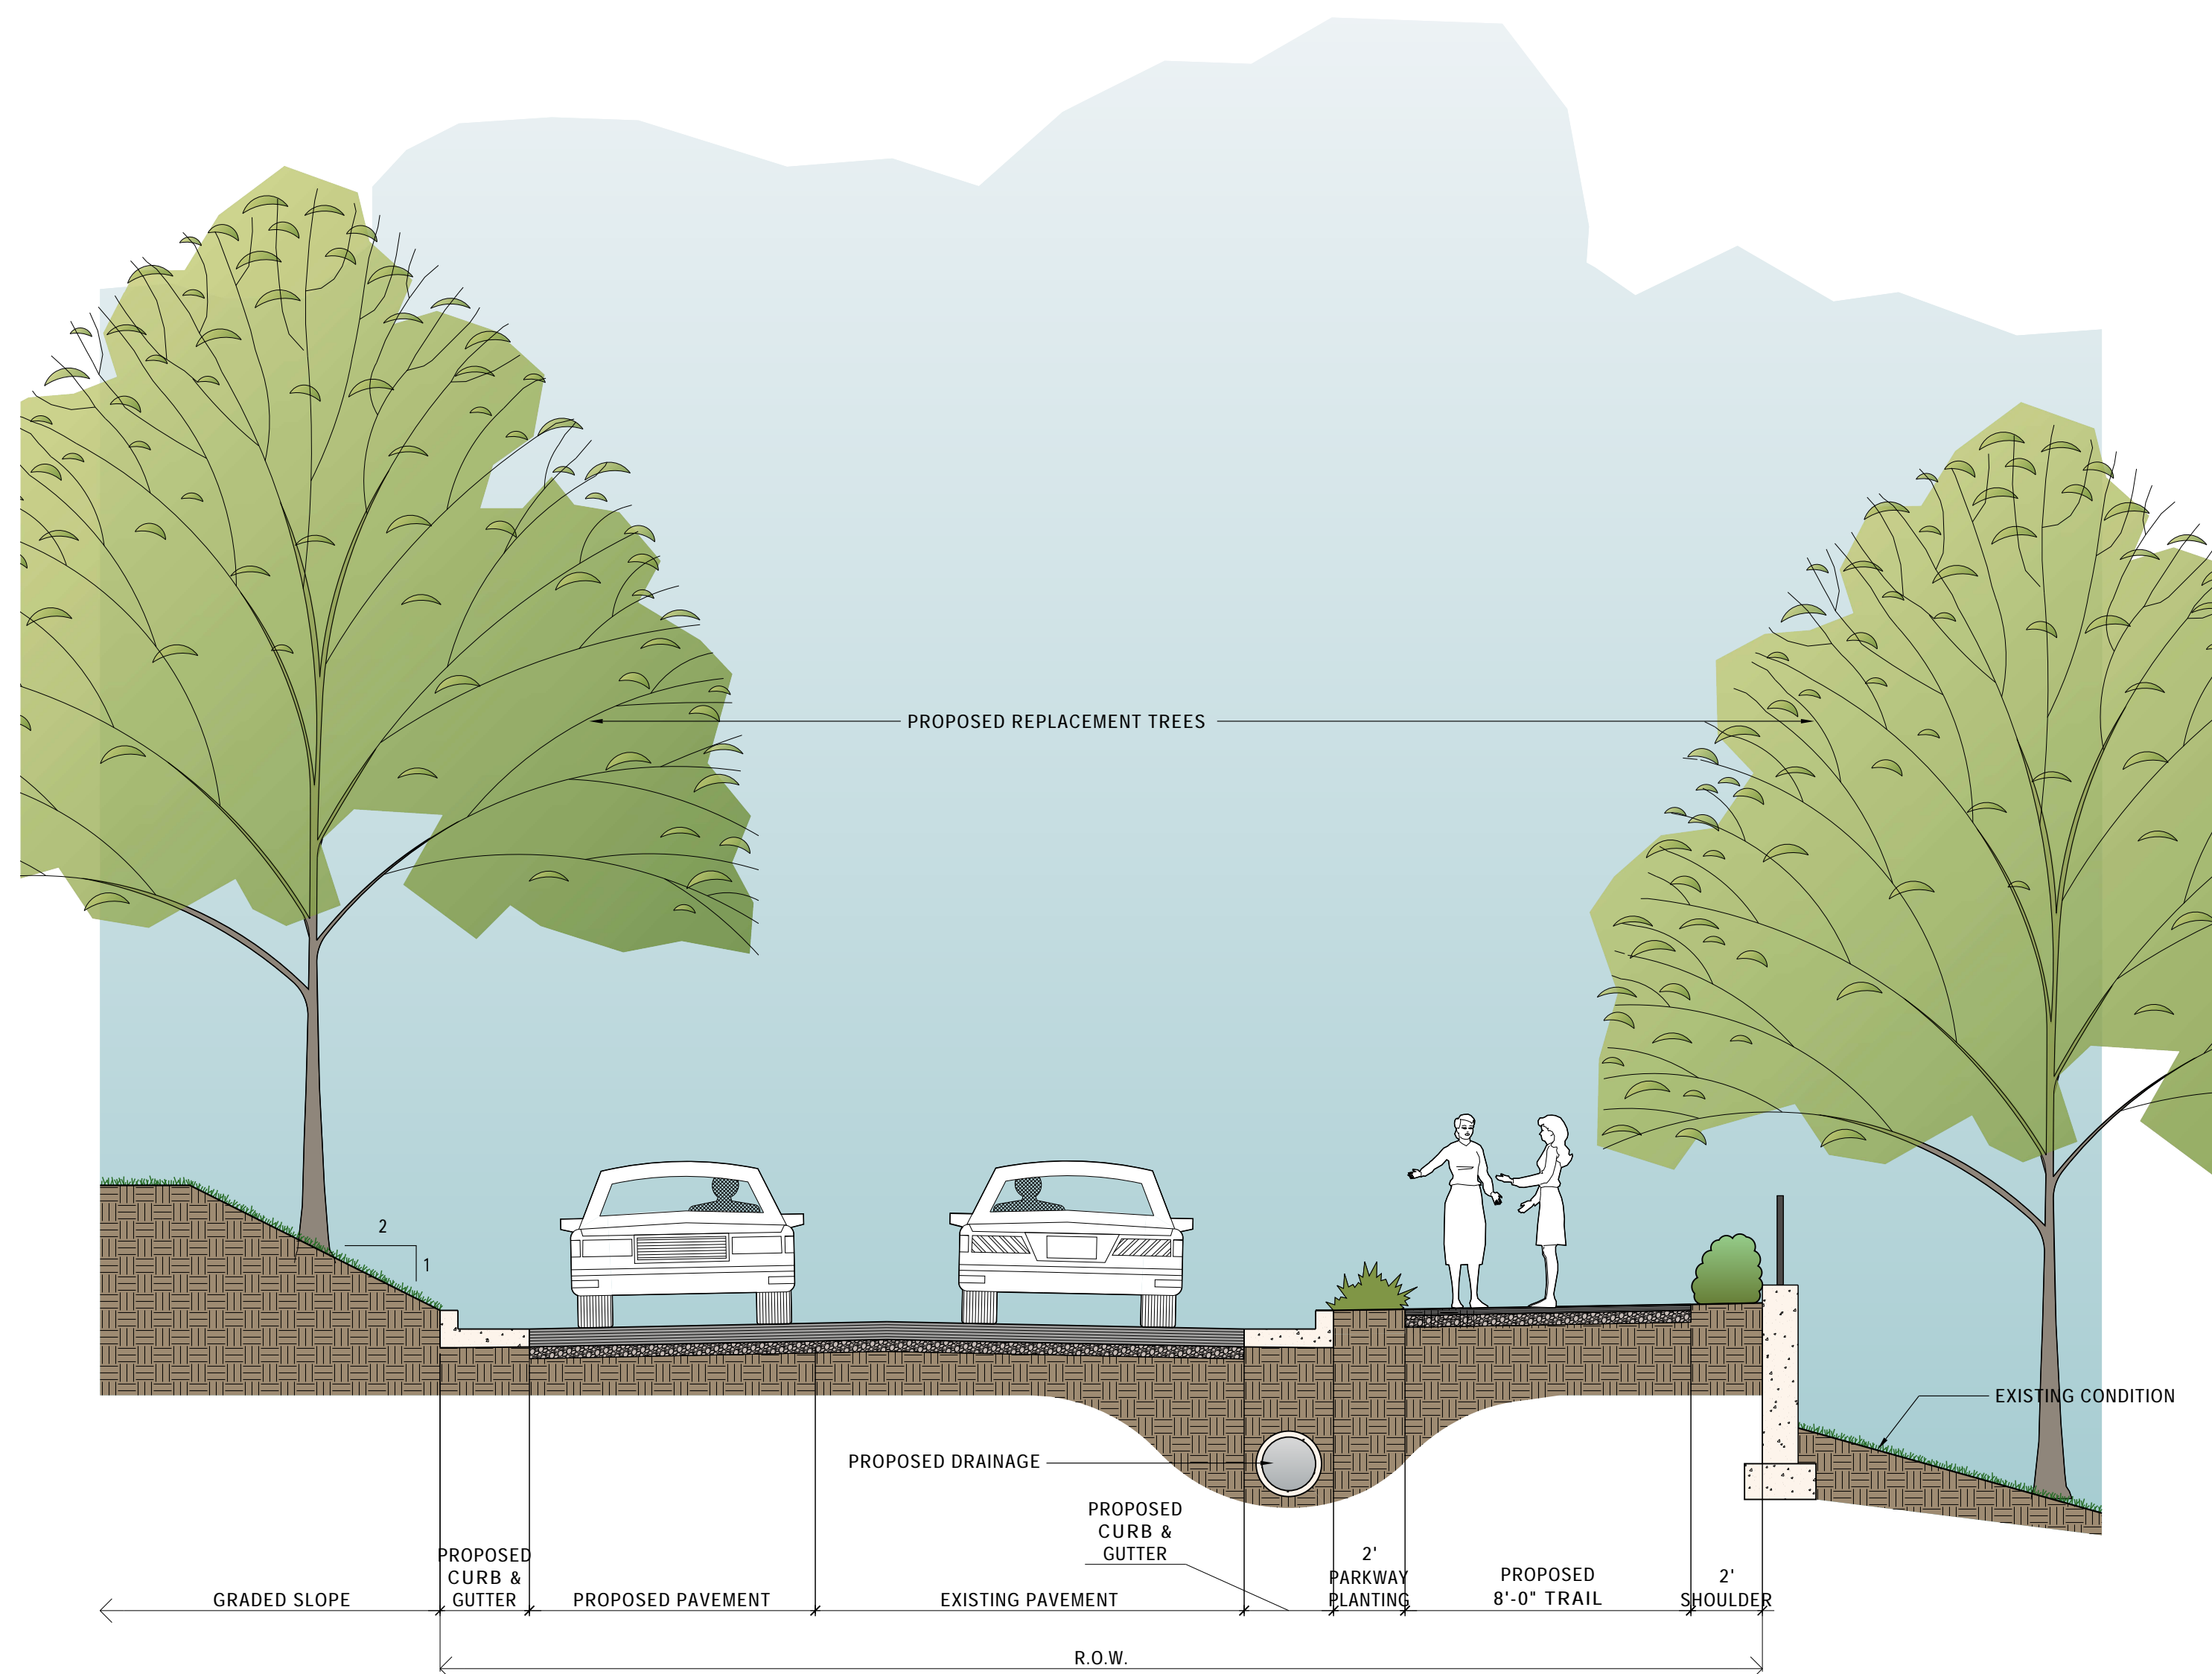 PROPOSED REPLACEMENT TREES
2
1
EXISTING CONDITION
PROPOSED DRAINAGE
PROPOSED
CURB &
GUTTER
GRADED SLOPE
PROPOSED
CURB &
GUTTER
PROPOSED PAVEMENT
EXISTING PAVEMENT
2'
PARKWAY
PLANTING
PROPOSED
8'-0" TRAIL
2'
SHOULDER
R.O.W.